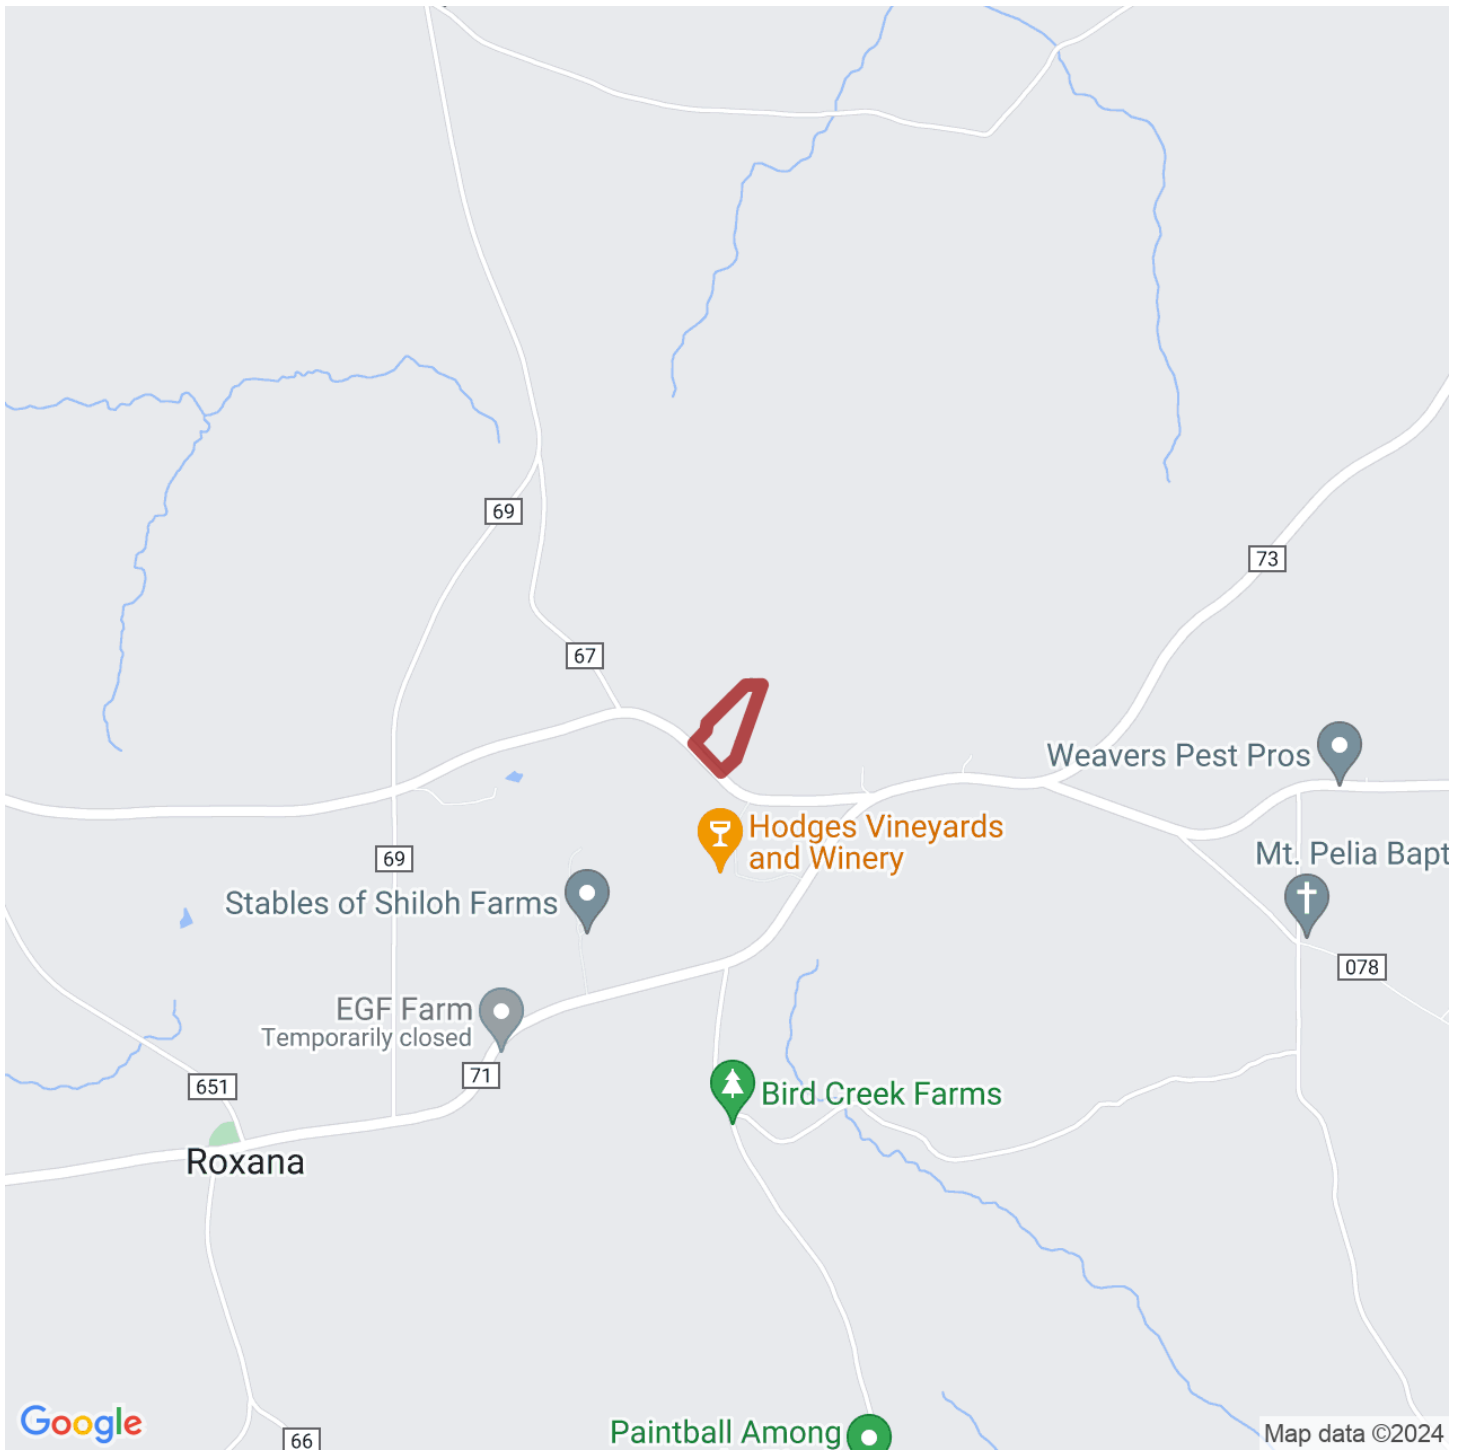 69
73
67
Weavers Pest Pros
Hodges Vineyards
and Winery
Mt. Pelia Bapt
69
Stables of Shiloh Farms
078
EGF Farm
Temporarily closed
71
651
Bird Creek Farms
Roxana
Google
66
Paintball Among
Map data ©2024